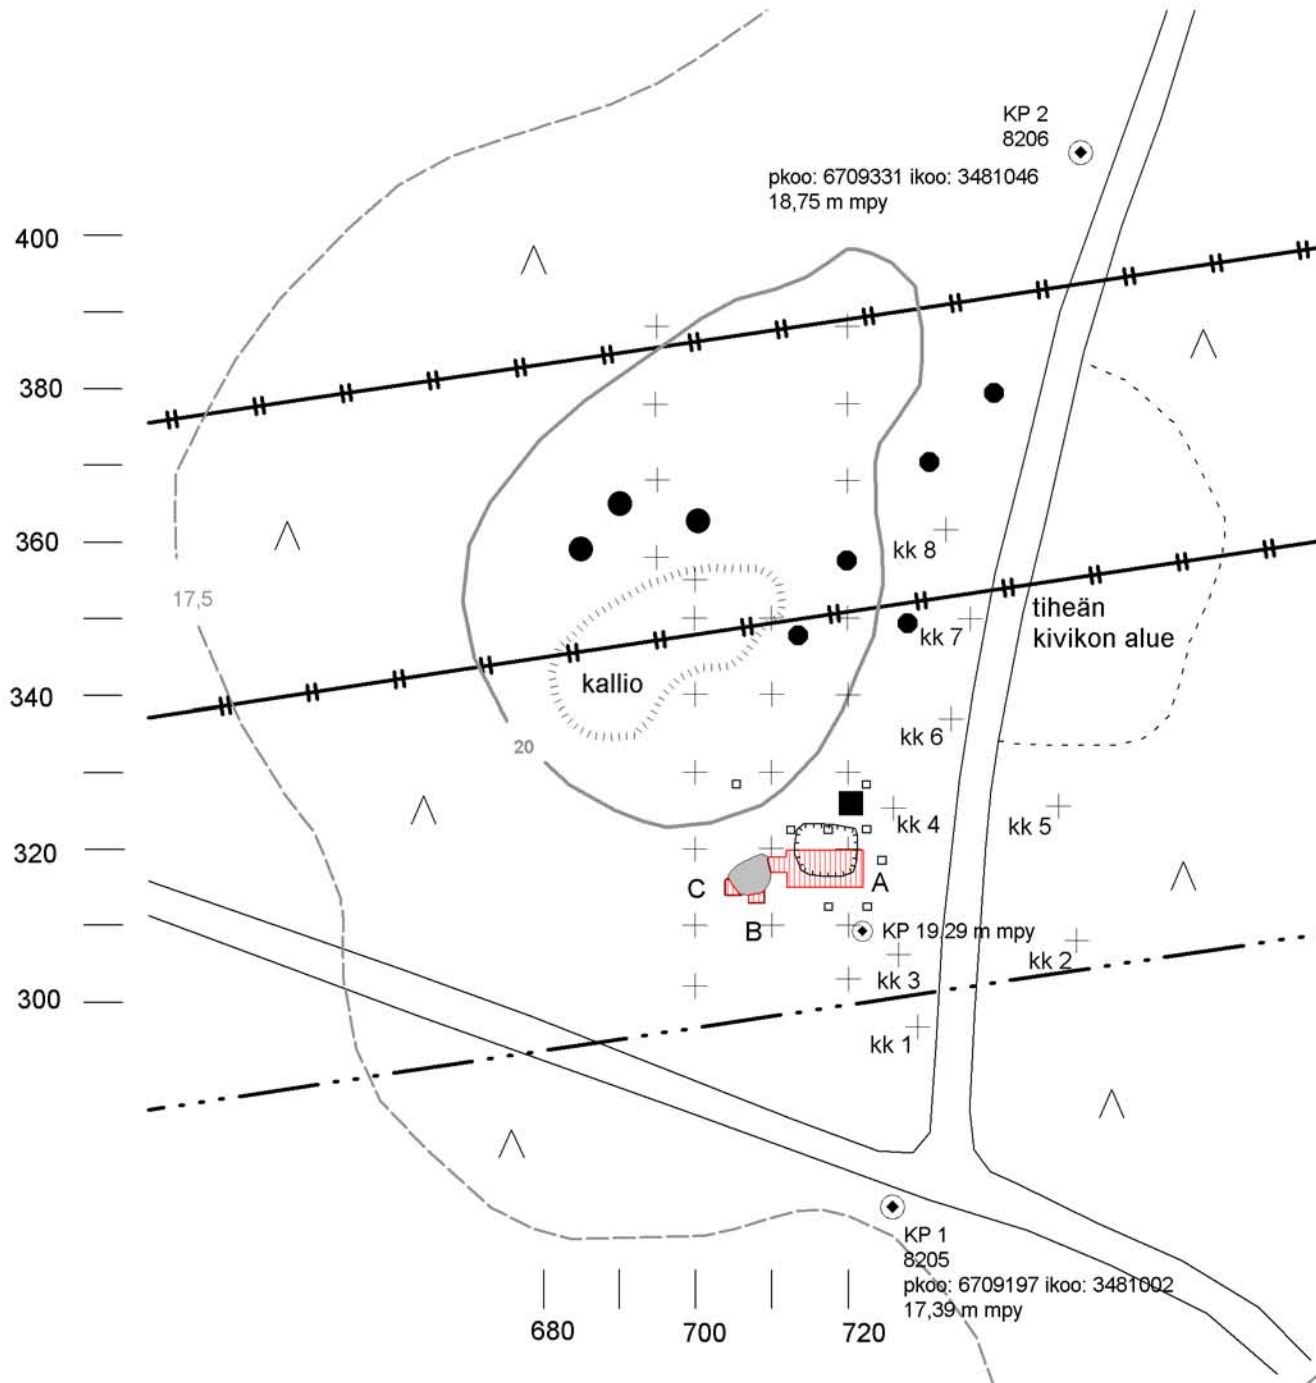 KP 2
8206
pkoo: 6709331 ikoo: 3481046
18,75 m mpy
400
380
360
kk 8
17,5
tiheän
kivikon alue
kk 7
kallio
340
kk 6
20
kk 4
kk 5
320
C
A
B
KP 19,29 m mpy
kk 2
kk 3
300
kk 1
KP 1
8205
pkoo: 6709197 ikoo: 3481002
17,39 m mpy
680
700
720